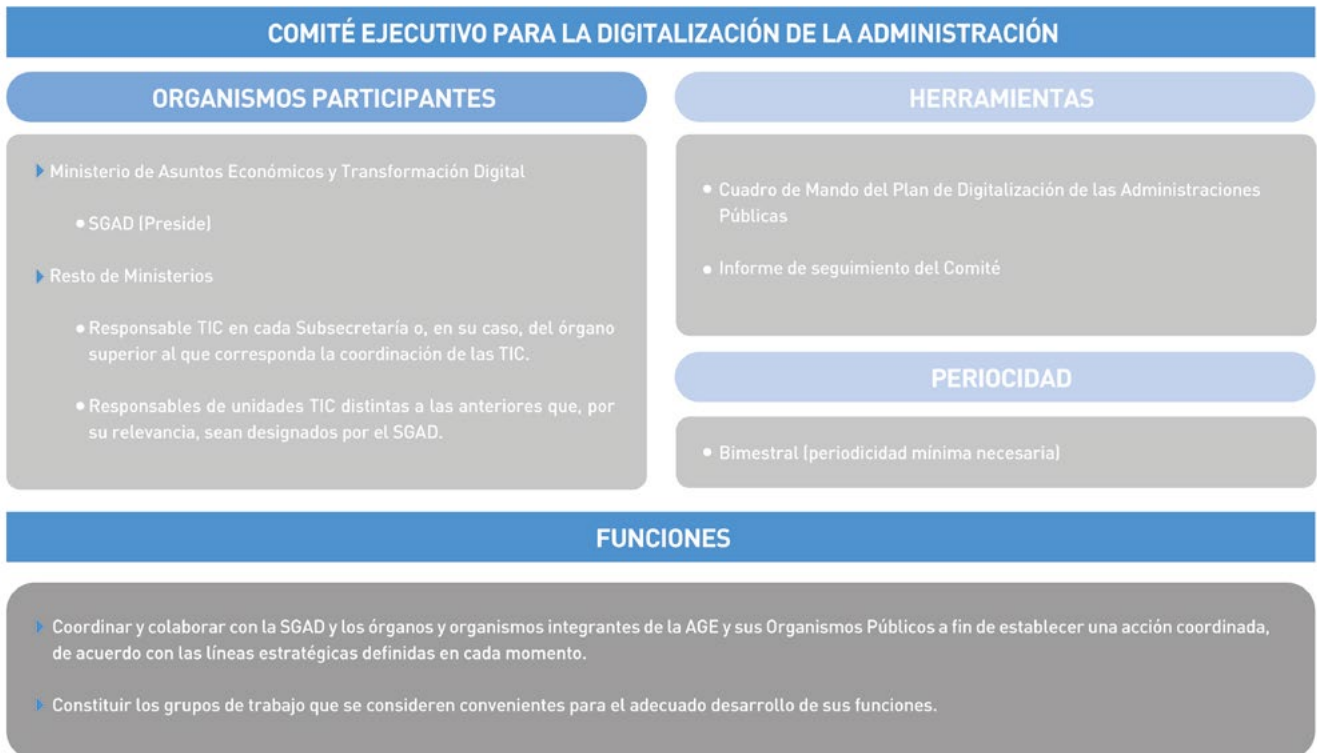 COMITÉ EJECUTIVO PARA LA DIGITALIZACIÓN DE LA ADMINISTRACIÓN
ORGANISMOS PARTICIPANTES
Ministerio de Asuntos Económicos y Transformación Digital
SGAD (Preside)
Resto de Ministerios
Responsable TIC en cada Subsecretaría o, en su caso, del órgano
superior al que corresponda la coordinación de las TIC.
Responsables de unidades TIC distintas a las anteriores que, por
su relevancia, sean designados por el SGAD.
HERRAMIENTAS
Cuadro de Mando del Plan de Digitalización de las Administraciones
Públicas
Informe de seguimiento del Comité
PERIOCIDAD
Bimestral (periodicidad mínima necesaria)
FUNCIONES
Coordinar y colaborar con la SGAD y los órganos y organismos integrantes de la AGE y sus Organismos Públicos a fin de establecer una acción coordinada,
de acuerdo con las líneas estratégicas definidas en cada momento.
Constituir los grupos de trabajo que se consideren convenientes para el adecuado desarrollo de sus funciones.